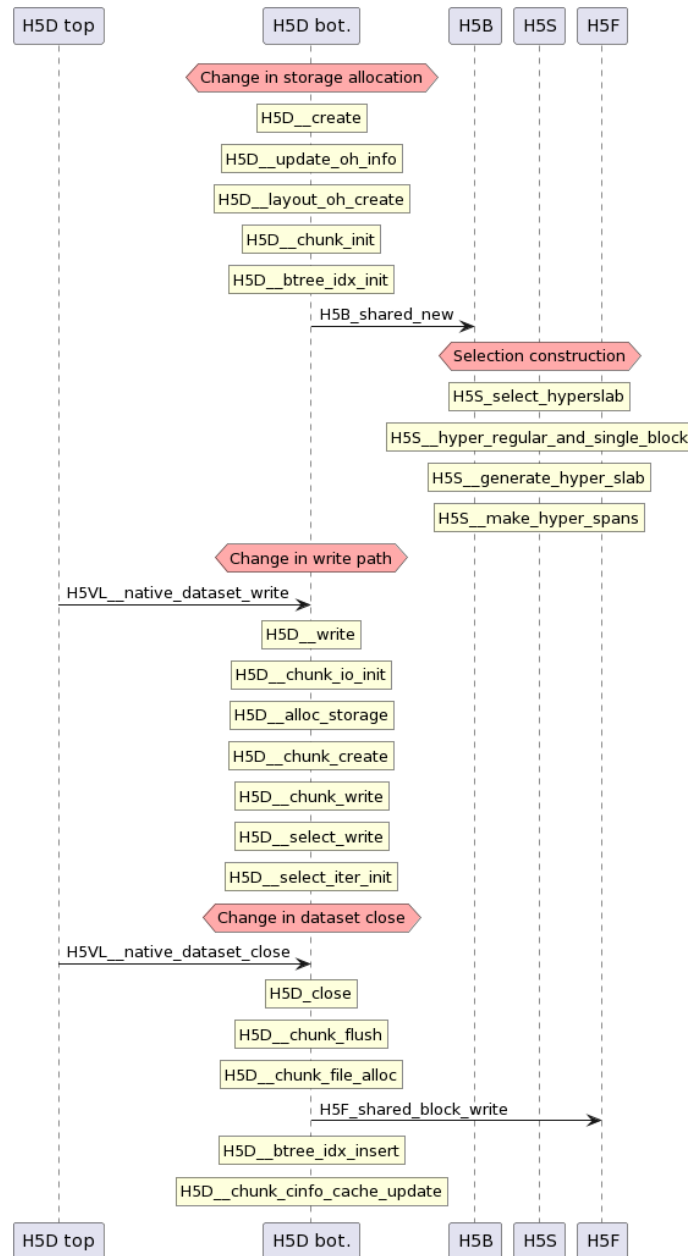 H5D top
H5D bot.
H5B
H5S
H5F
Change in storage allocation
H5D__create
H5D__update_oh_info
H5D__layout_oh_create
H5D__chunk_init
H5D__btree_idx_init
H5B_shared_new
Selection construction
H5S_select_hyperslab
H5S__hyper_regular_and_single_block
H5S__generate_hyper_slab
H5S__make_hyper_spans
Change in write path
H5VL__native_dataset_write
H5D__write
H5D__chunk_io_init
H5D__alloc_storage
H5D__chunk_create
H5D__chunk_write
H5D__select_write
H5D__select_iter_init
Change in dataset close
H5VL__native_dataset_close
H5D_close
H5D__chunk_flush
H5D__chunk_file_alloc
H5F_shared_block_write
H5D__btree_idx_insert
H5D__chunk_cinfo_cache_update
H5D top
H5D bot.
H5B
H5S
H5F